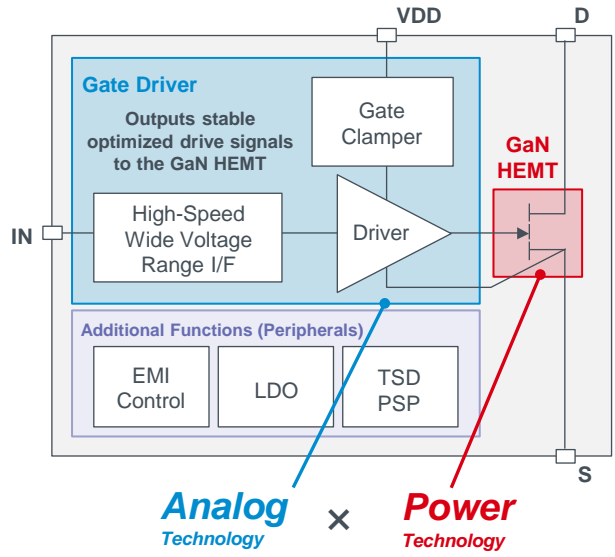 VDD
D
Gate Driver
Outputs stable
optimized drive signals
to the GaN HEMT
Gate
Clamper
GaN
HEMT
IN
High-Speed
Wide Voltage
Range I/F
Driver
Additional Functions (Peripherals)
EMI
Control
LDO
TSD
PSP
S
Analog
Technology
×
Power
Technology